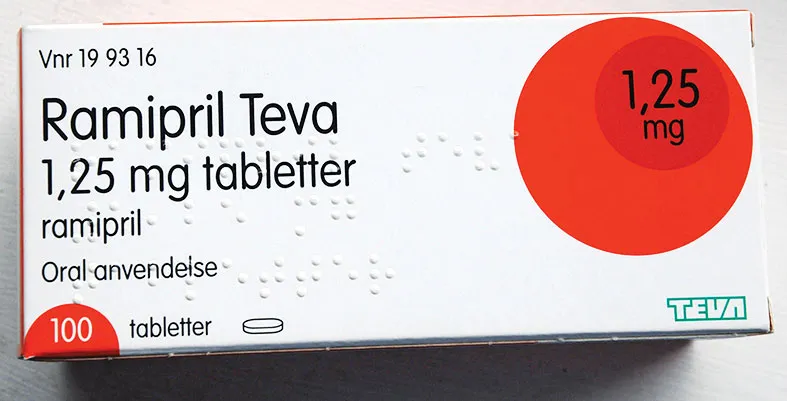 Vnr 19 93 16
Ramipril Teva
1,25 mg tabletter
ramipril
Oral anvendelse
100 tabletter
1,25
mg
TEVA